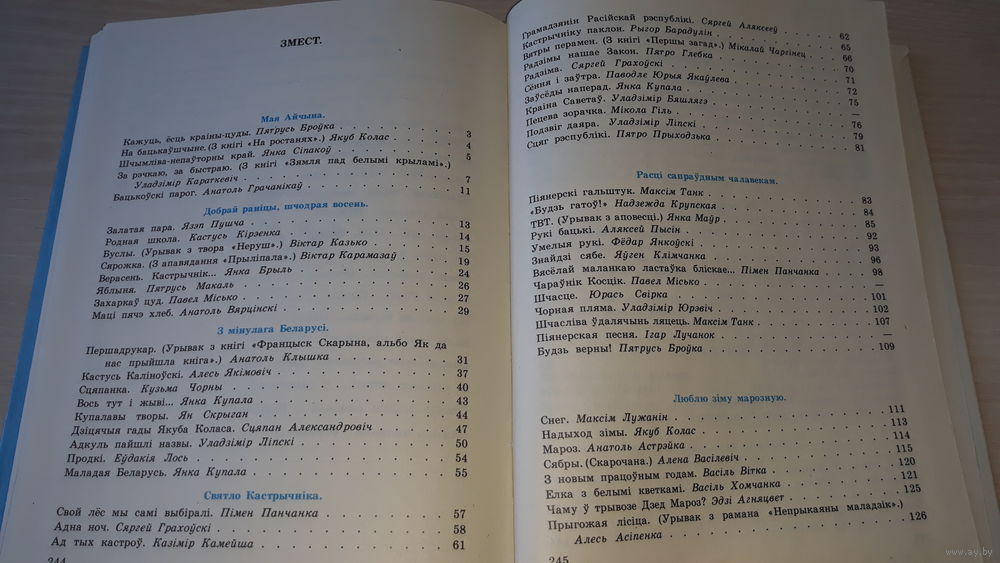 ЗМЕСТ.
Мая Айчына.
Кажуць, ёсць краіны-цуды. Пятрусь Броўка . . . . . . . 3
На бацькаўшчыне. (З кнігі «На ростанях».) Якуб Колас . . . . 4
Шчымліва-непаўторны край. Янка Сіпакоў . . . . . . . 5
За рэчкаю, за быстраю. (З кнігі «Зямля пад белымі крыламі».)
Уладзімір Караткевіч . . . . . . . 7
Бацькоўскі парог. Анатоль Грачанікаў . . . . . . . 11
Добрай раніцы, шчодрая восень.
Залатая пара. Язэп Пушча . . . . . . . 13
Родная школа. Кастусь Кірэенка . . . . . . . 14
Буслы. (Урывак з твора «Неруш».) Віктар Казько . . . . . 15
Сярожка. (З апавядання «Прыліпала».) Віктар Карамазаў . . . 19
Верасень. Кастрычнік... Янка Брыль . . . . . . . 24
Яблыня. Пятрусь Макаль . . . . . . . 26
Захаркаў цуд. Павел Місько . . . . . . . 27
Маці пячэ хлеб. Анатоль Вярцінскі . . . . . . . 29
З мінулага Беларусі.
Першадрукар. (Урывак з кнігі «Францыск Скарына, альбо Як да
нас прыйшла кніга».) Анатоль Клышка . . . . . . . 31
Кастусь Каліноўскі. Алесь Якімовіч . . . . . . . 37
Сцяпанка. Кузьма Чорны . . . . . . . 40
Вось тут і жыві... Янка Купала . . . . . . . 43
Купалавы творы. Ян Скрыган . . . . . . . 44
Дзіцячыя гады Якуба Коласа. Сцяпан Александровіч . . . . . 47
Адкуль пайшлі назвы. Уладзімір Ліпскі . . . . . . . 50
Продкі. Еўдакія Лось . . . . . . . 54
Маладая Беларусь. Янка Купала . . . . . . . 55
Святло Кастрычніка.
Свой лёс мы самі выбіралі. Пімен Панчанка . . . . . . . 57
Адна ноч. Сяргей Грахоўскі . . . . . . . 58
Ад тых кастроў. Казімір Камейша . . . . . . . 61
244
Грамадзянін Расійскай рэспублікі. Сяргей Аляксееў . . . . . 62
Кастрычніку паклон. Рыгор Барадулін . . . . . . . 65
Вятры перамен. (З кнігі «Першы загад».) Мікалай Чаргінец . . . 66
Радзімы нашае Закон. Пятро Глебка . . . . . . . 70
Радзіма. Сяргей Грахоўскі . . . . . . . 71
Сёння і заўтра. Паводле Юрыя Якаўлева . . . . . . . 72
Заўсёды наперад. Янка Купала . . . . . . . 75
Краіна Саветаў. Уладзімір Бяшлягэ . . . . . . . —
Пецева зорачка. Мікола Гіль . . . . . . . 76
Подзвіг даяра. Уладзімір Ліпскі . . . . . . . 79
Сцяг рэспублікі. Пятро Прыходзька . . . . . . . 81
Расці сапраўдным чалавекам.
Піянерскі гальштук. Максім Танк . . . . . . . 83
«Будзь гатоў!» Надзежда Крупская . . . . . . . 84
ТВТ. (Урывак з аповесці.) Янка Маўр . . . . . . . 85
Рукі бацькі. Аляксей Пысін . . . . . . . 92
Умелыя рукі. Фёдар Янкоўскі . . . . . . . 93
Знайдзі сябе. Яўген Клімчанка . . . . . . . 96
Вясёлай маланкаю ластаўка бліскае... Пімен Панчанка . . . . 98
Чараўнік Косцік. Павел Місько . . . . . . . —
Шчасце. Юрась Свірка . . . . . . . 101
Чорная пляма. Уладзімір Юрэвіч . . . . . . . 102
Шчасліва ўдалячынь ляцець. Максім Танк . . . . . . . 107
Піянерская песня. Ігар Лучанок . . . . . . . —
Будзь верны! Пятрусь Броўка . . . . . . . 109
Люблю зіму марозную.
Снег. Максім Лужанін . . . . . . . 111
Надыход зімы. Якуб Колас . . . . . . . 113
Мароз. Анатоль Астрэйка . . . . . . . 114
Сябры. (Скарочана.) Алена Васілевіч . . . . . . . 115
З новым працоўным годам. Васіль Вітка . . . . . . . 120
Елка з белымі кветкамі. Васіль Хомчанка . . . . . . . 121
Чаму ў трывозе Дзед Мароз? Эдзі Агняцвет . . . . . . . 125
Прыгожая лісіца. (Урывак з рамана «Непрыкаяны маладзік».)
Алесь Асіпенка . . . . . . . 126
245
www.ay.by